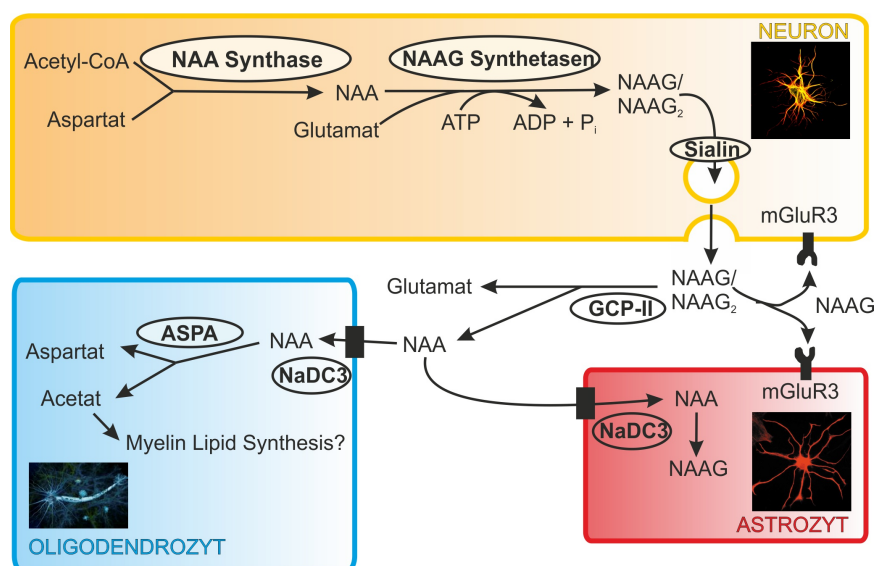 NEURON
Acetyl-CoA
NAA Synthase
NAAG Synthetasen
NAA
NAAG/
NAAG₂
Aspartat
Glutamat
ATP
ADP + Pᵢ
Sialin
mGluR3
Glutamat
NAAG/
NAAG₂
GCP-II
NAAG
ASPA
NAA
NAA
Aspartat
NaDC3
mGluR3
Acetat
NAA
NaDC3
Myelin Lipid Synthesis?
NAAG
ASTROZYT
OLIGODENDROZYT